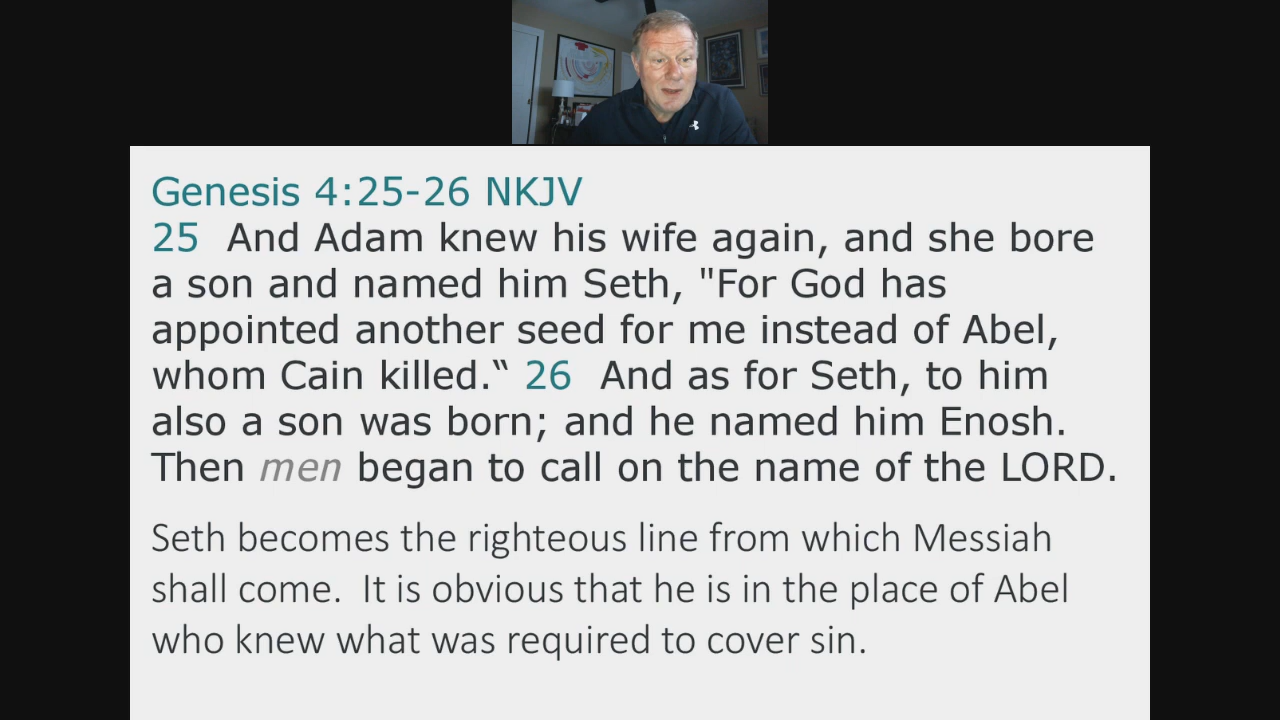 Genesis 4:25-26 NKJV
25  And Adam knew his wife again, and she bore
a son and named him Seth, "For God has
appointed another seed for me instead of Abel,
whom Cain killed.“ 26  And as for Seth, to him
also a son was born; and he named him Enosh.
Then men began to call on the name of the LORD.
Seth becomes the righteous line from which Messiah
shall come.  It is obvious that he is in the place of Abel
who knew what was required to cover sin.